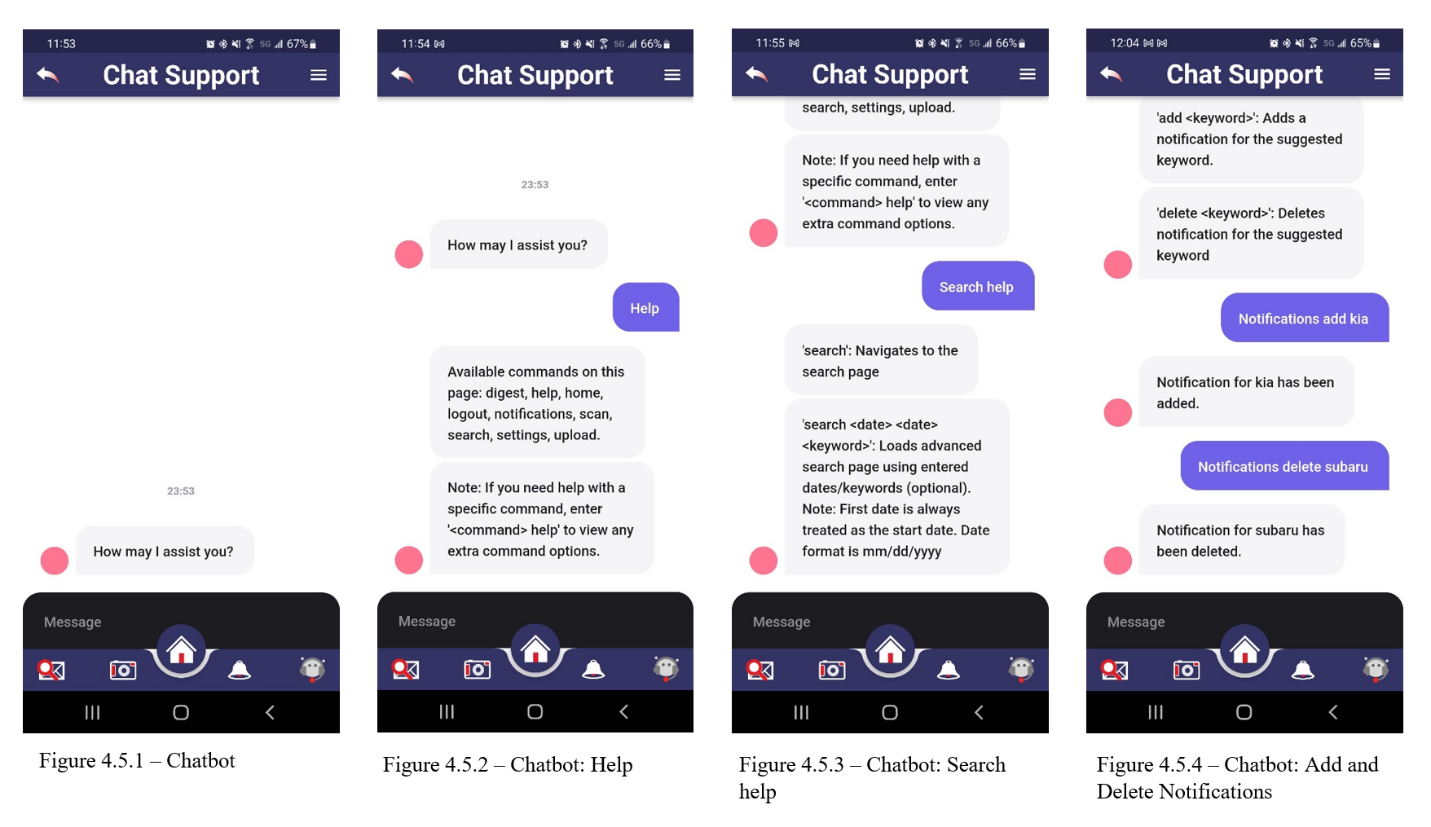 11:53
5G 67%
Chat Support
23:53
How may I assist you?
Message
Figure 4.5.1 – Chatbot
11:54
5G 66%
Chat Support
23:53
How may I assist you?
Help
Available commands on this
page: digest, help, home,
logout, notifications, scan,
search, settings, upload.
Note: If you need help with a
specific command, enter
'<command> help' to view any
extra command options.
Message
Figure 4.5.2 – Chatbot: Help
11:55
5G 66%
Chat Support
search, settings, upload.
Note: If you need help with a
specific command, enter
'<command> help' to view any
extra command options.
Search help
'search': Navigates to the
search page
'search <date> <date>
<keyword>': Loads advanced
search page using entered
dates/keywords (optional).
Note: First date is always
treated as the start date. Date
format is mm/dd/yyyy
Message
Figure 4.5.3 – Chatbot: Search
help
12:04
5G 65%
Chat Support
'add <keyword>': Adds a
notification for the suggested
keyword.
'delete <keyword>': Deletes
notification for the suggested
keyword
Notifications add kia
Notification for kia has been
added.
Notifications delete subaru
Notification for subaru has
been deleted.
Message
Figure 4.5.4 – Chatbot: Add and
Delete Notifications